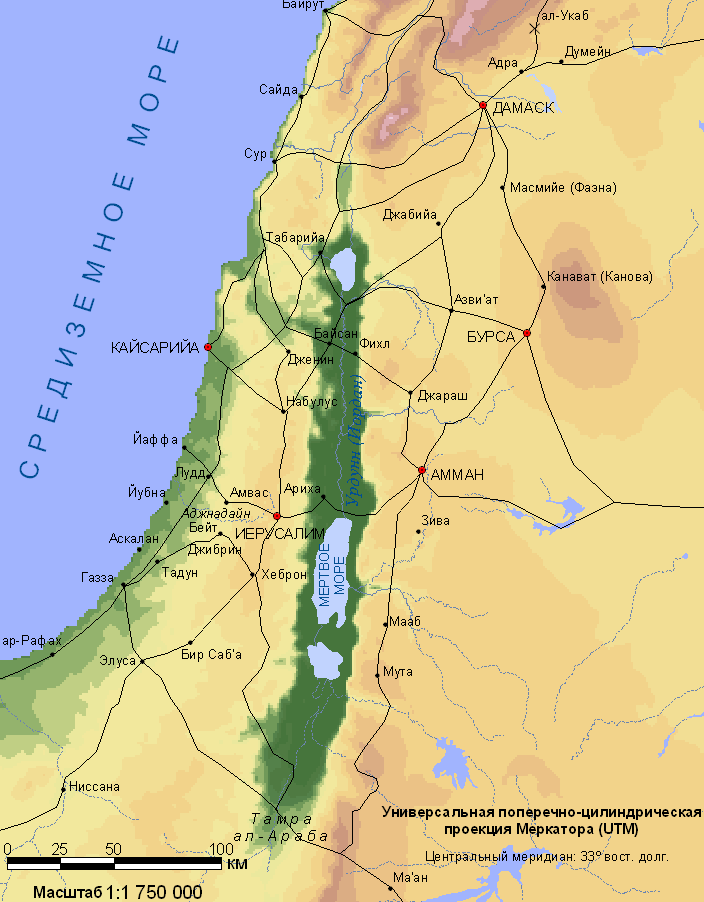 Байрут
ал-Укаб
Думейн
Адра
Сайда
ДАМАСК
Сур
Масмийе (Фаэна)
СРЕДИЗЕМНОЕ МОРЕ
Джабийа
Табарийа
Канават (Канова)
Азви'ат
БУРСА
Байсан
КАЙСАРИЙА
Фихл
Дженин
Набулус
Джараш
Урдунн (Иордан)
Йаффа
Лудд
АММАН
Йубна
Амвас
Ариха
Аджнадайн
Зива
Бейт
Джибрин
ИЕРУСАЛИМ
Аскалан
Тадун
Газза
Хеброн
МЕРТВОЕ
МОРЕ
ар-Рафах
Бир Саб'а
Мааб
Элуса
Мута
Ниссана
Тамра
ал-Араба
Универсальная поперечно-цилиндрическая
проекция Меркатора (UTM)
Центральный меридиан: 33° вост. долг.
0 25 50 100
КМ
Масштаб 1:1 750 000
Ма'ан